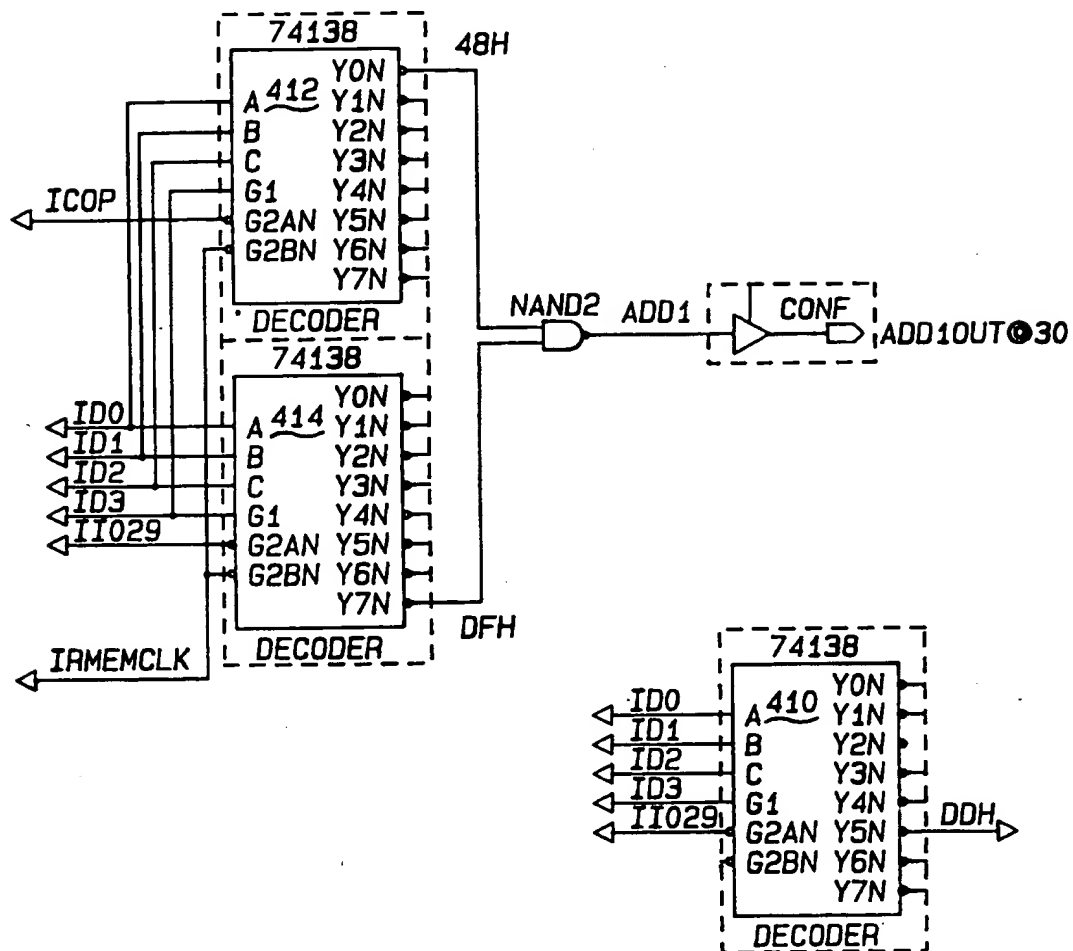 74138
412
A
B
C
G1
G2AN
G2BN
Y0N
Y1N
Y2N
Y3N
Y4N
Y5N
Y6N
Y7N
DECODER
48H
ICOP
74138
414
A
B
C
G1
G2AN
G2BN
Y0N
Y1N
Y2N
Y3N
Y4N
Y5N
Y6N
Y7N
DECODER
DFH
ID0
ID1
ID2
ID3
IIO29
IRMEMCLK
NAND2
ADD1
CONF
ADD1OUT@30
74138
410
A
B
C
G1
G2AN
G2BN
Y0N
Y1N
Y2N
Y3N
Y4N
Y5N
Y6N
Y7N
DECODER
ID0
ID1
ID2
ID3
IIO29
DDH